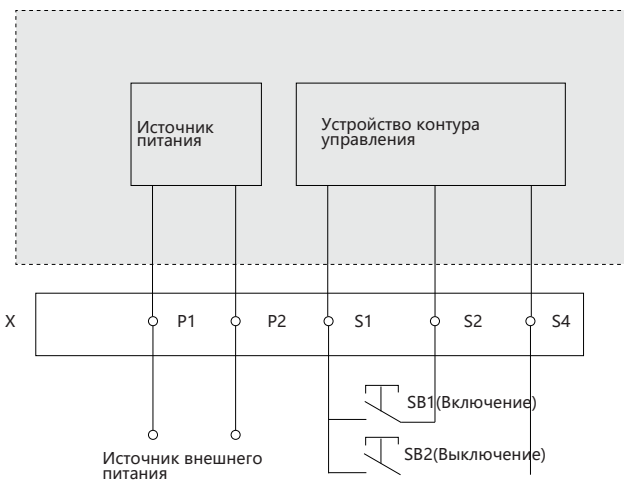 Источник
питания
Устройство контура
управления
X
P1
P2
S1
S2
S4
SB1(Включение)
SB2(Выключение)
Источник внешнего
питания